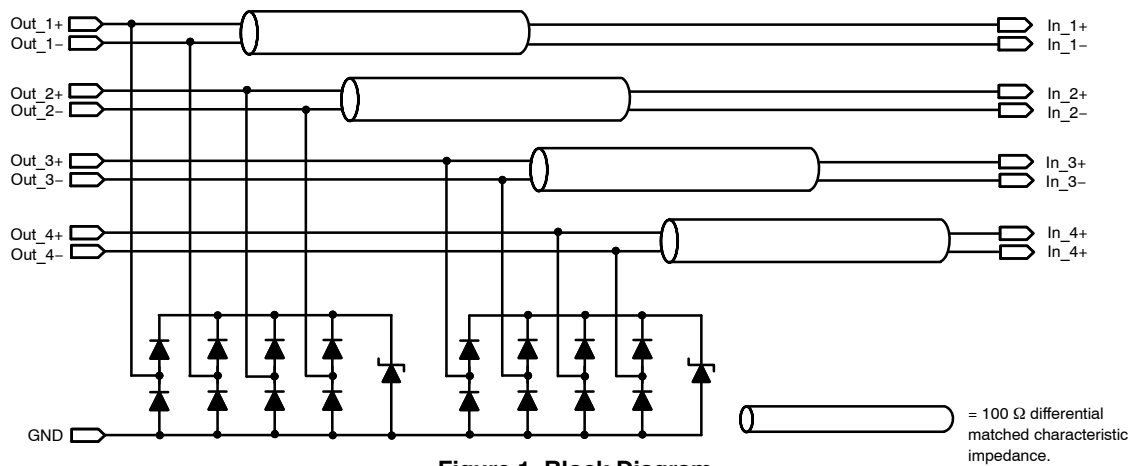 Out_1+
Out_1−
In_1+
In_1−
Out_2+
Out_2−
In_2+
In_2−
Out_3+
Out_3−
In_3+
In_3−
Out_4+
Out_4−
In_4+
In_4+
GND
= 100 Ω differential
matched characteristic
impedance.
Figure 1. Block Diagram